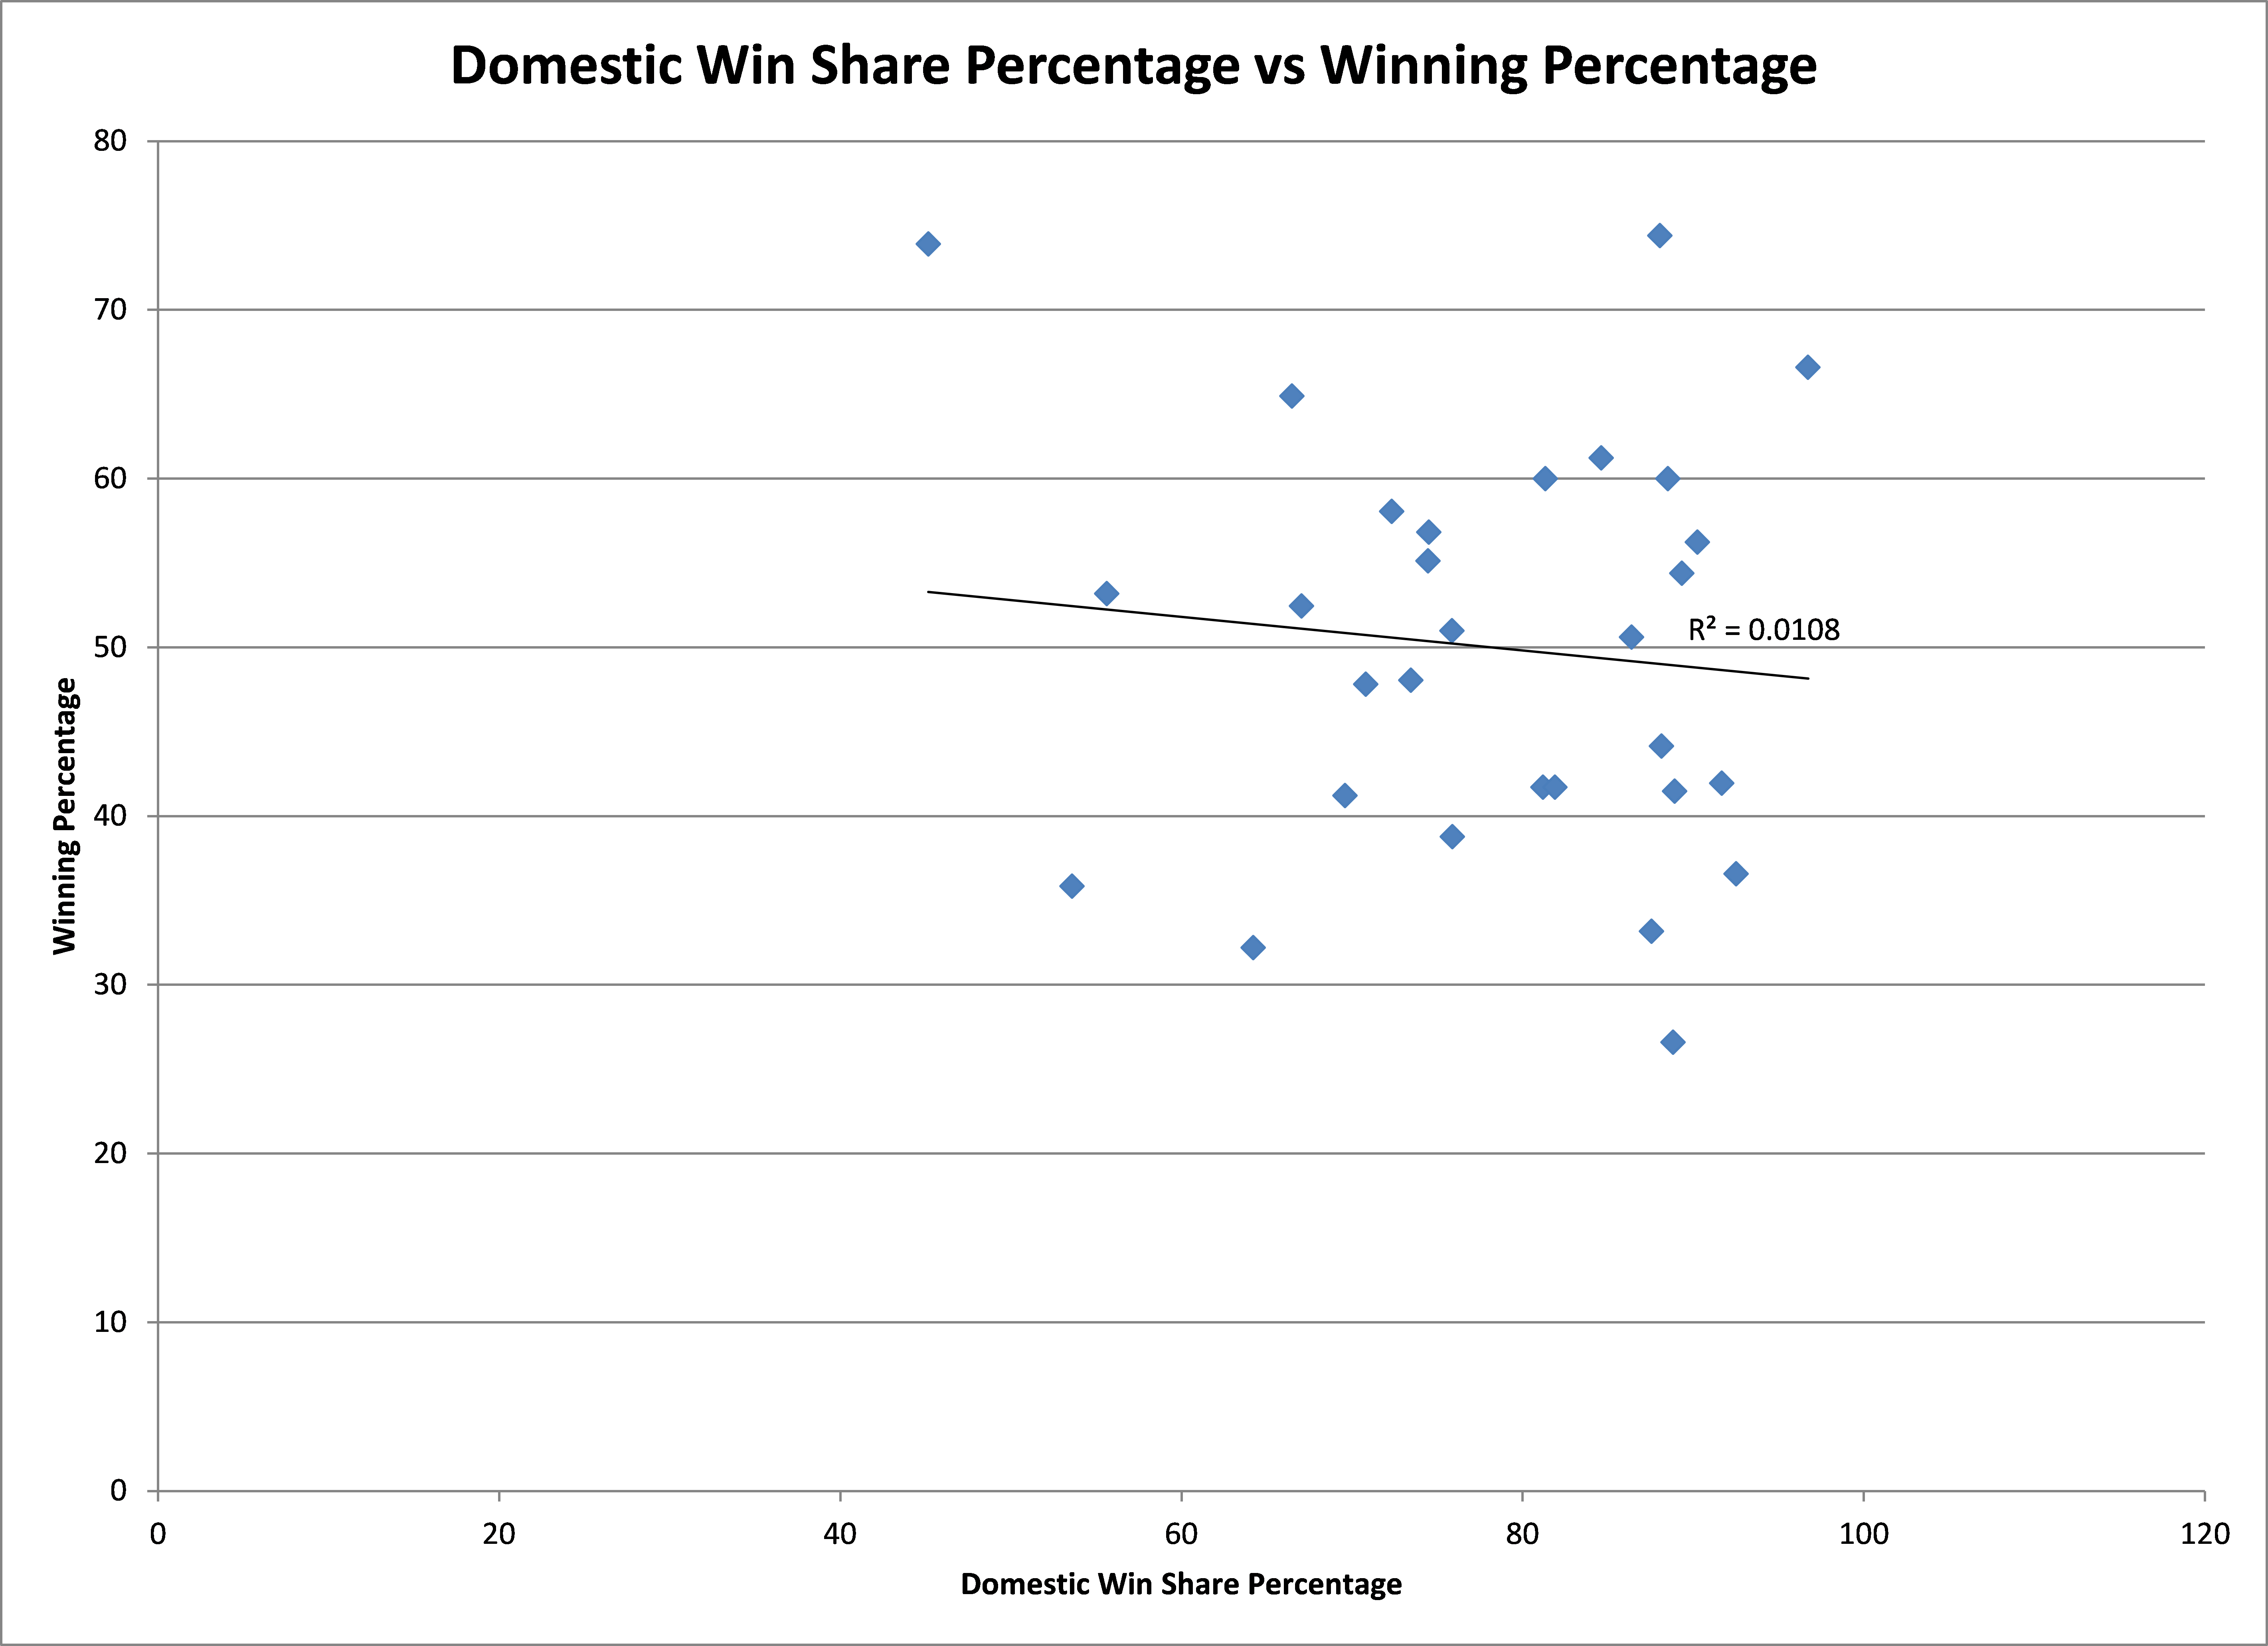 Domestic Win Share Percentage vs Winning Percentage
80
70
60
50
40
30
20
10
0
Winning Percentage
R² = 0.0108
0 20 40 60 80 100 120
Domestic Win Share Percentage